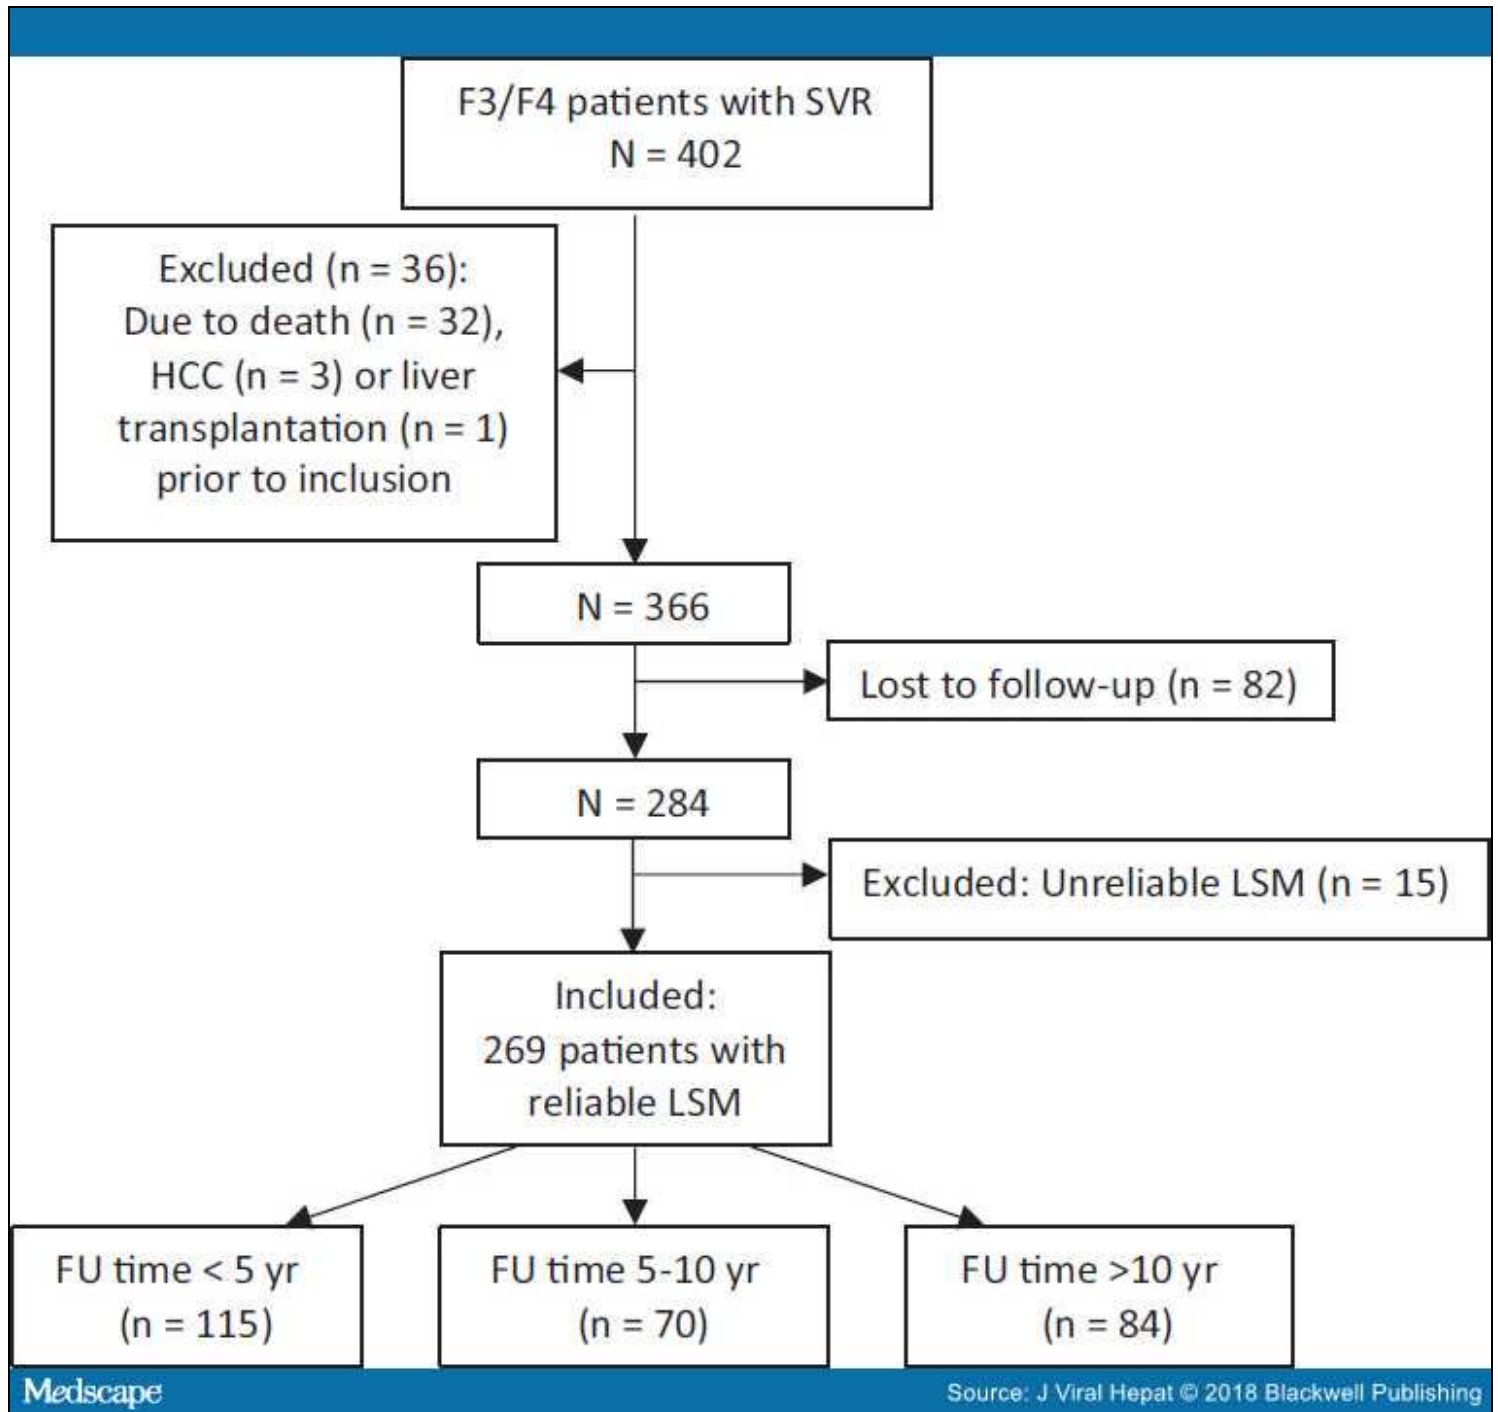 F3/F4 patients with SVR
N = 402
Excluded (n = 36):
Due to death (n = 32),
HCC (n = 3) or liver
transplantation (n = 1)
prior to inclusion
N = 366
Lost to follow-up (n = 82)
N = 284
Excluded: Unreliable LSM (n = 15)
Included:
269 patients with
reliable LSM
FU time < 5 yr
(n = 115)
FU time 5-10 yr
(n = 70)
FU time >10 yr
(n = 84)
Medscape
Source: J Viral Hepat © 2018 Blackwell Publishing